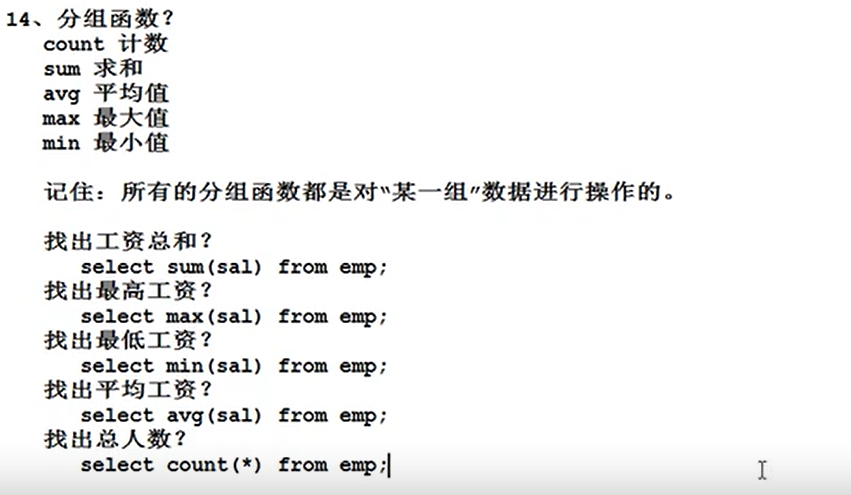 14、分组函数？
count 计数
sum 求和
avg 平均值
max 最大值
min 最小值
记住：所有的分组函数都是对“某一组”数据进行操作的。
找出工资总和？
select sum(sal) from emp;
找出最高工资？
select max(sal) from emp;
找出最低工资？
select min(sal) from emp;
找出平均工资？
select avg(sal) from emp;
找出总人数？
select count(*) from emp;